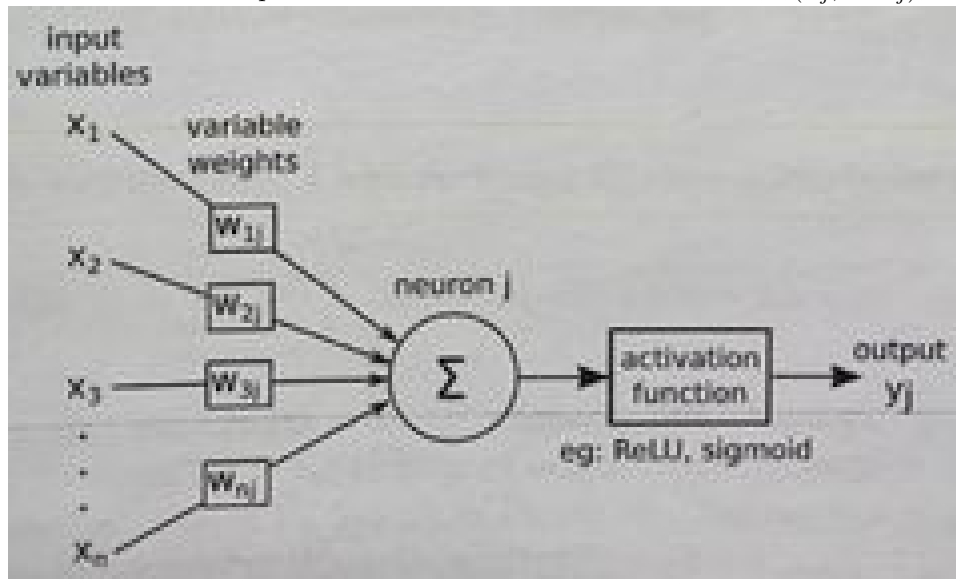 input
variables
x₁
variable
weights
w₁ⱼ
x₂
neuron j
w₂ⱼ
Σ
activation
function
output
yⱼ
x₃
w₃ⱼ
eg: ReLU, sigmoid
wₙⱼ
xₙ